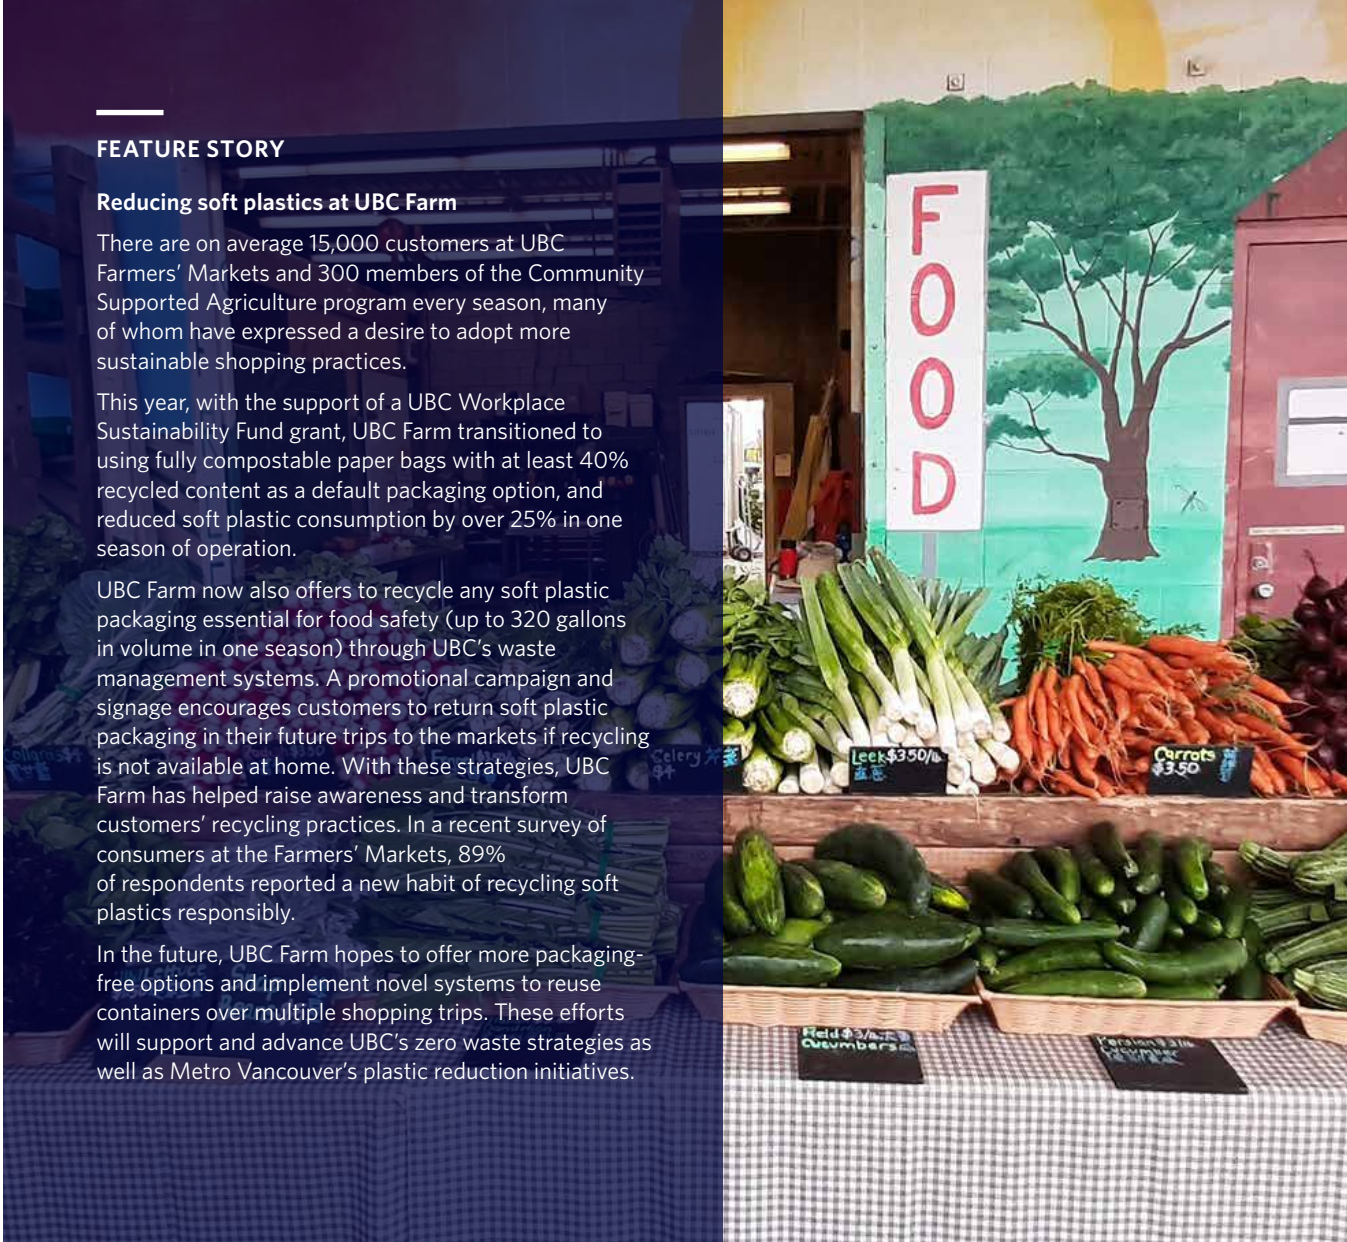 FEATURE STORY
Reducing soft plastics at UBC Farm
There are on average 15,000 customers at UBC
Farmers’ Markets and 300 members of the Community
Supported Agriculture program every season, many
of whom have expressed a desire to adopt more
sustainable shopping practices.
This year, with the support of a UBC Workplace
Sustainability Fund grant, UBC Farm transitioned to
using fully compostable paper bags with at least 40%
recycled content as a default packaging option, and
reduced soft plastic consumption by over 25% in one
season of operation.
UBC Farm now also offers to recycle any soft plastic
packaging essential for food safety (up to 320 gallons
in volume in one season) through UBC’s waste
management systems. A promotional campaign and
signage encourages customers to return soft plastic
packaging in their future trips to the markets if recycling
is not available at home. With these strategies, UBC
Farm has helped raise awareness and transform
customers’ recycling practices. In a recent survey of
consumers at the Farmers’ Markets, 89%
of respondents reported a new habit of recycling soft
plastics responsibly.
In the future, UBC Farm hopes to offer more packaging-
free options and implement novel systems to reuse
containers over multiple shopping trips. These efforts
will support and advance UBC’s zero waste strategies as
well as Metro Vancouver’s plastic reduction initiatives.
FOOD
Celery
$4
Leek $3.50/lb
Carrots
$3.50
Field $3/lb
Cucumbers
Persian
Cucumber